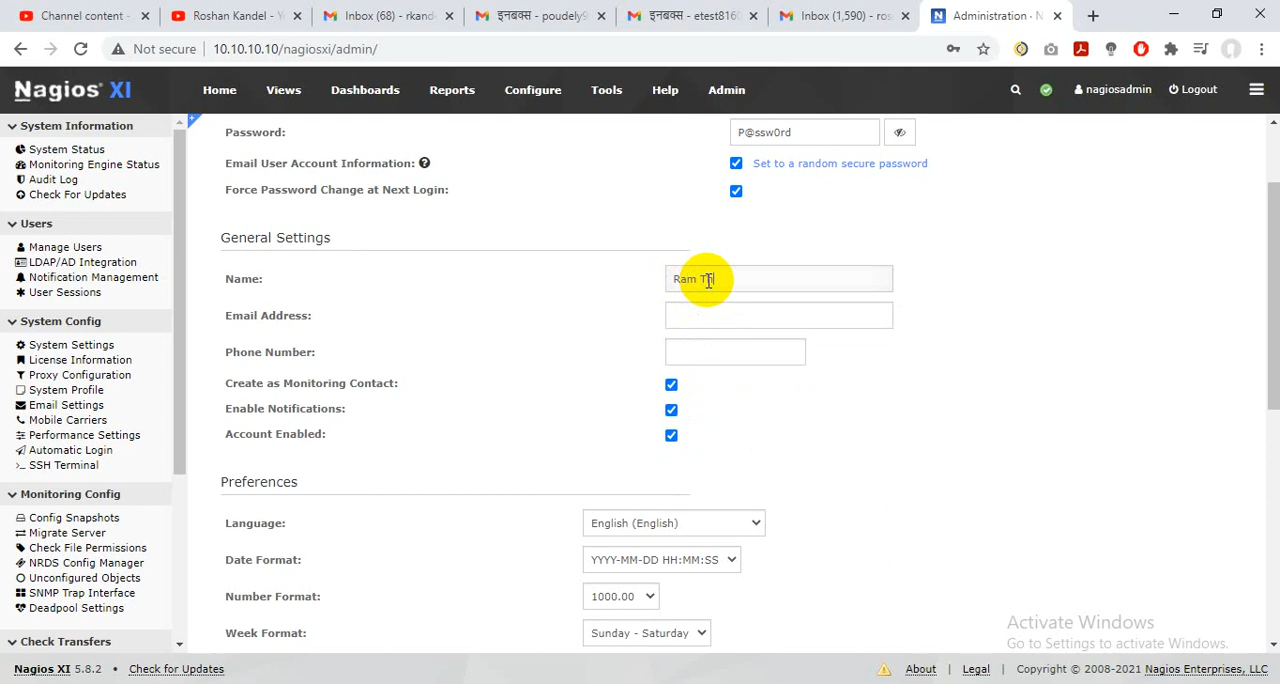 Channel content -
Roshan Kandel - Y
Inbox (68) - rkand
इनबक्स - poudely9
इनबक्स - etest8160
Inbox (1,590) - ros
Administration - N
Not secure
10.10.10.10/nagiosxi/admin/
Nagios XI
Home
Views
Dashboards
Reports
Configure
Tools
Help
Admin
nagiosadmin
Logout
System Information
System Status
Monitoring Engine Status
Audit Log
Check For Updates
Users
Manage Users
LDAP/AD Integration
Notification Management
User Sessions
System Config
System Settings
License Information
Proxy Configuration
System Profile
Email Settings
Mobile Carriers
Performance Settings
Automatic Login
SSH Terminal
Monitoring Config
Config Snapshots
Migrate Server
Check File Permissions
NRDS Config Manager
Unconfigured Objects
SNMP Trap Interface
Deadpool Settings
Check Transfers
Password:
P@ssw0rd
Email User Account Information:
Set to a random secure password
Force Password Change at Next Login:
General Settings
Name:
Ram Th
Email Address:
Phone Number:
Create as Monitoring Contact:
Enable Notifications:
Account Enabled:
Preferences
Language:
English (English)
Date Format:
YYYY-MM-DD HH:MM:SS
Number Format:
1000.00
Week Format:
Sunday - Saturday
Activate Windows
Go to Settings to activate Windows.
Nagios XI 5.8.2 • Check for Updates
About | Legal | Copyright © 2008-2021 Nagios Enterprises, LLC